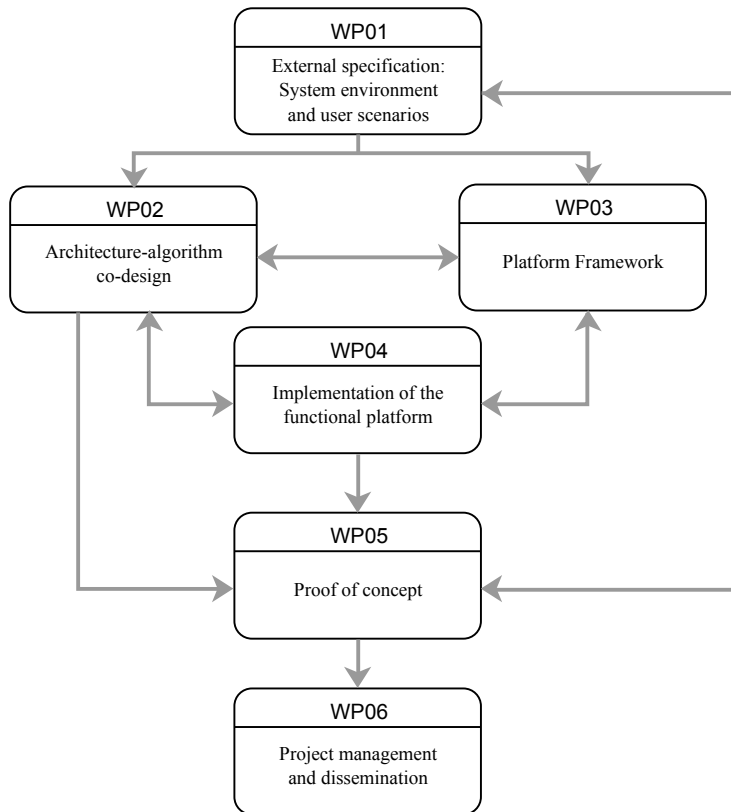 WP01
External specification:
System environment
and user scenarios
WP02
Architecture-algorithm
co-design
WP03
Platform Framework
WP04
Implementation of the
functional platform
WP05
Proof of concept
WP06
Project management
and dissemination